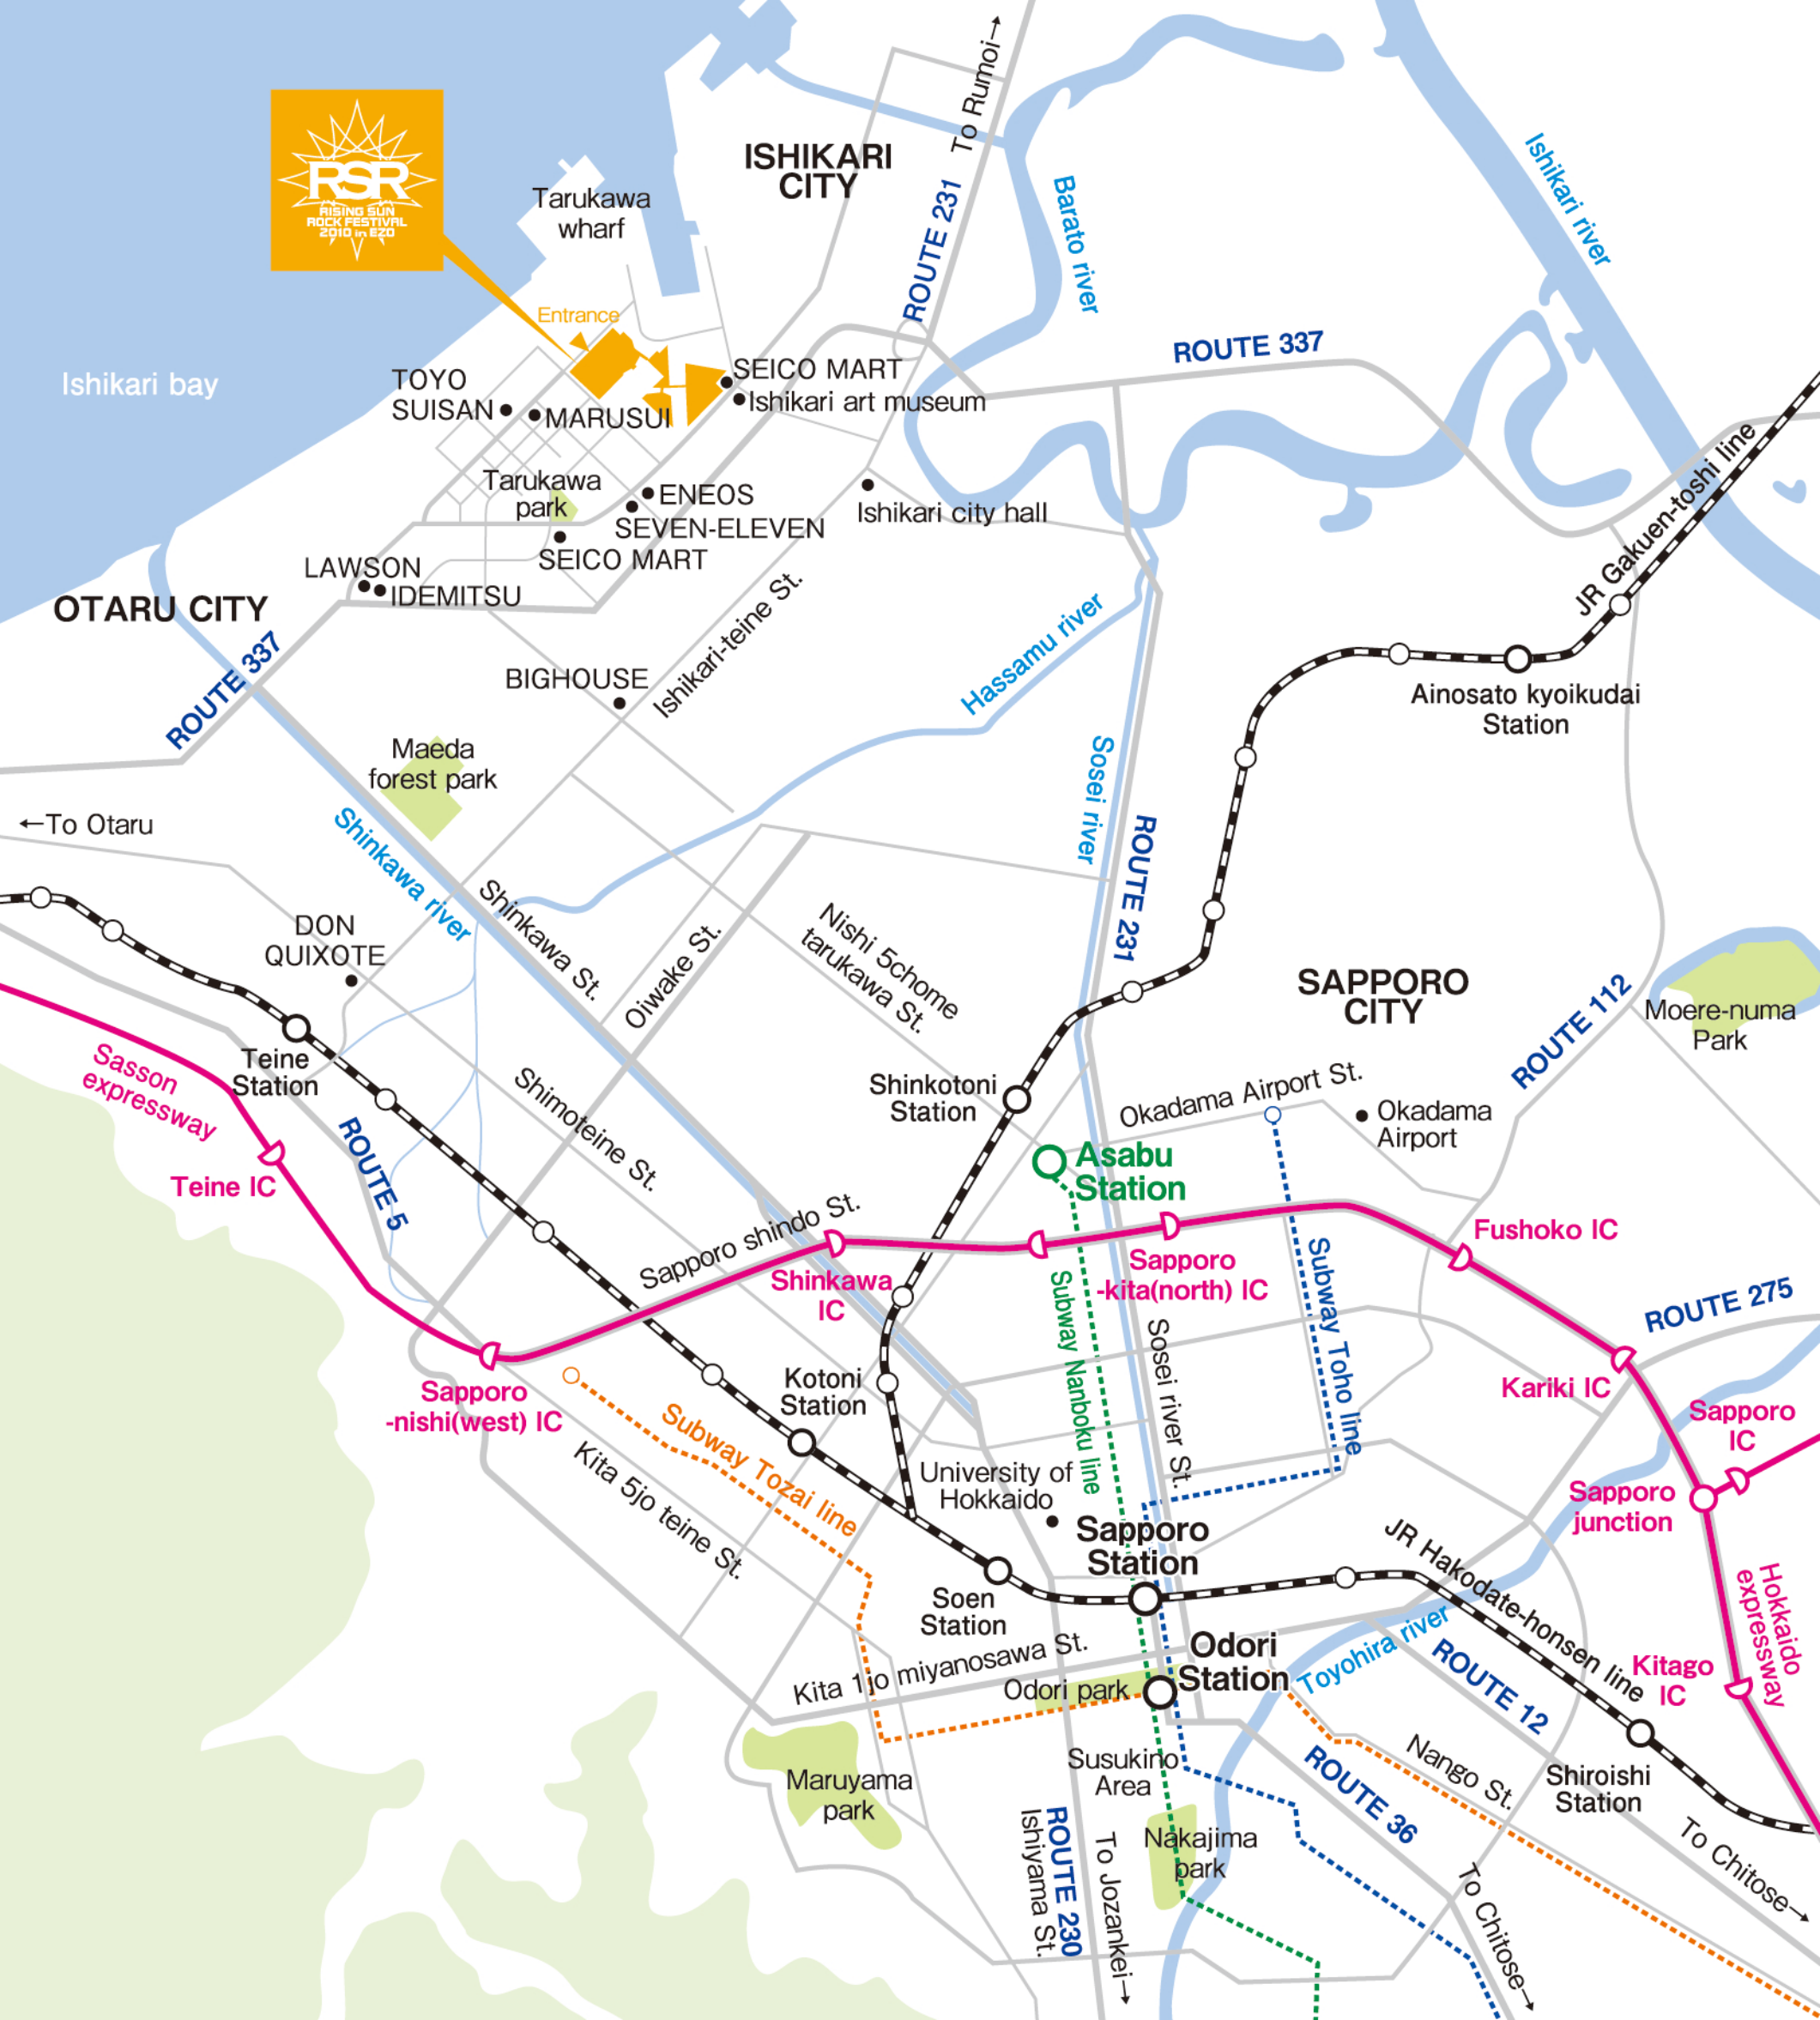 To Rumoi→
ISHIKARI
CITY
RSR
RISING SUN
ROCK FESTIVAL
2010 in EZO
Tarukawa
wharf
ROUTE 231
Barato river
Ishikari river
Entrance
ROUTE 337
Ishikari bay
TOYO
SUISAN
MARUSUI
SEICO MART
Ishikari art museum
Tarukawa
park
ENEOS
SEVEN-ELEVEN
SEICO MART
Ishikari city hall
JR Gakuen-toshi line
LAWSON
IDEMITSU
OTARU CITY
ROUTE 337
BIGHOUSE
Ishikari-teine St.
Hassamu river
Ainosato kyoikudai
Station
Maeda
forest park
Sosei river
ROUTE 231
←To Otaru
Shinkawa river
Shinkawa St.
DON
QUIXOTE
Oiwake St.
Nishi 5chome
tarukawa St.
SAPPORO
CITY
ROUTE 112
Moere-numa
Park
Sasson
expressway
Teine
Station
Shimoteine St.
Shinkotoni
Station
Okadama Airport St.
Okadama
Airport
ROUTE 5
Teine IC
Asabu
Station
Sapporo shindo St.
Shinkawa
IC
Sapporo
-kita(north) IC
Fushoko IC
Subway Nanboku line
Sosei river St.
Subway Toho line
ROUTE 275
Kariki IC
Sapporo
IC
Sapporo
-nishi(west) IC
Kotoni
Station
Subway Tozai line
Kita 5jo teine St.
University of
Hokkaido
Sapporo
Station
Sapporo
junction
JR Hakodate-honsen line
Hokkaido
expressway
Soen
Station
Kita 1jo miyanosawa St.
Odori
Station
Odori park
Toyohira river
ROUTE 12
Kitago
IC
Susukino
Area
Maruyama
park
ROUTE 36
Nango St.
Shiroishi
Station
ROUTE 230
Ishiyama St.
To Jozankei→
Nakajima
park
To Chitose→
To Chitose→